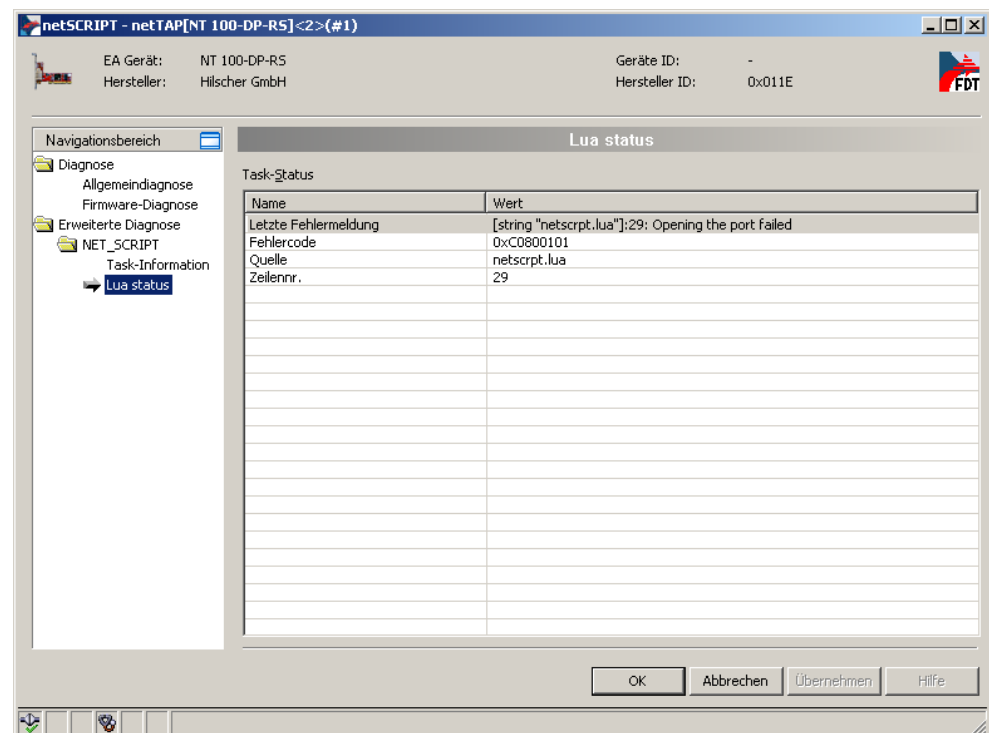 netSCRIPT - netTAP[NT 100-DP-RS]<2>(#1)
EA Gerät: NT 100-DP-RS Geräte ID: -
Hersteller: Hilscher GmbH Hersteller ID: 0x011E
FDT
Navigationsbereich
Lua status
Diagnose
Allgemeindiagnose
Firmware-Diagnose
Erweiterte Diagnose
NET_SCRIPT
Task-Information
Lua status
Task-Status
Name Wert
Letzte Fehlermeldung [string "netscrpt.lua"]:29: Opening the port failed
Fehlercode 0xC0800101
Quelle netscrpt.lua
Zeilennr. 29
OK Abbrechen Übernehmen Hilfe